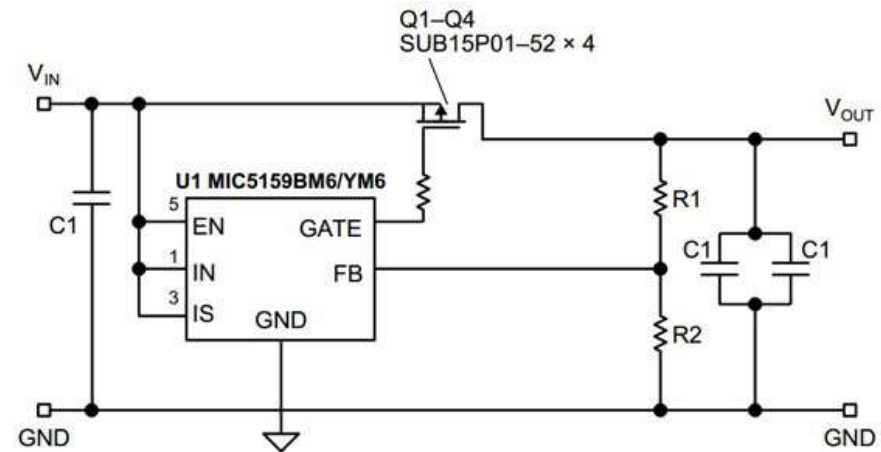 Q1–Q4
SUB15P01–52 × 4
VIN
VOUT
U1 MIC5159BM6/YM6
5
EN
GATE
R1
C1
C1
C1
1
IN
FB
3
IS
GND
R2
GND
GND